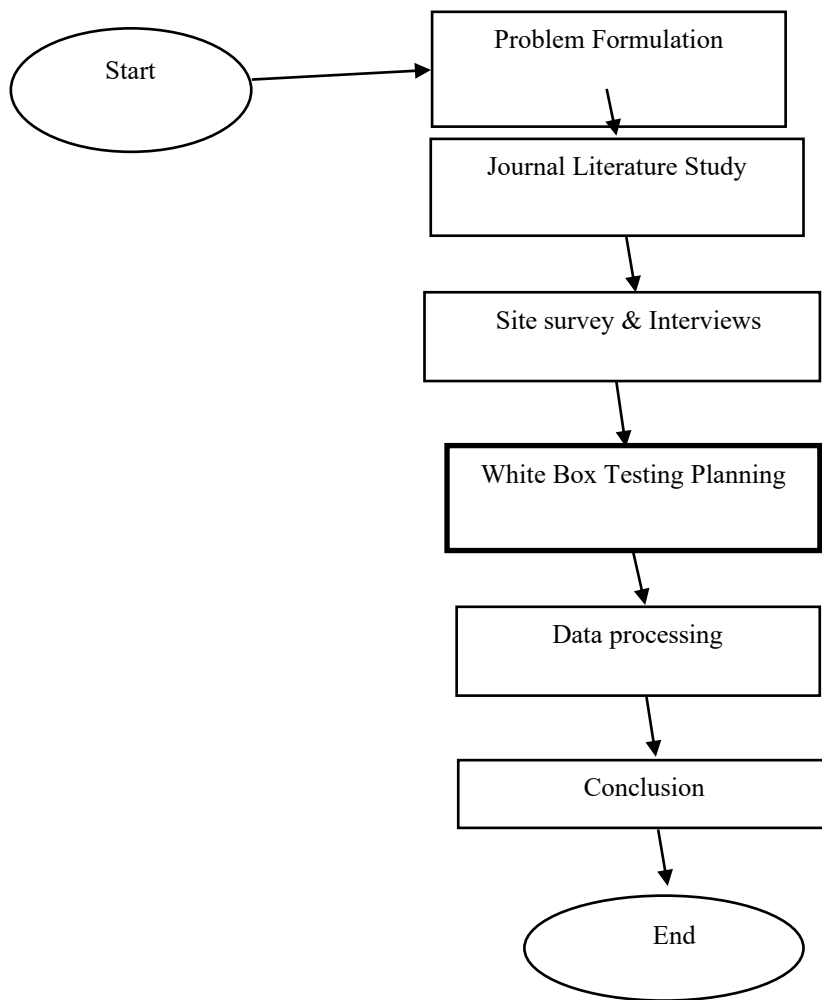 Start
Problem Formulation
Journal Literature Study
Site survey & Interviews
White Box Testing Planning
Data processing
Conclusion
End